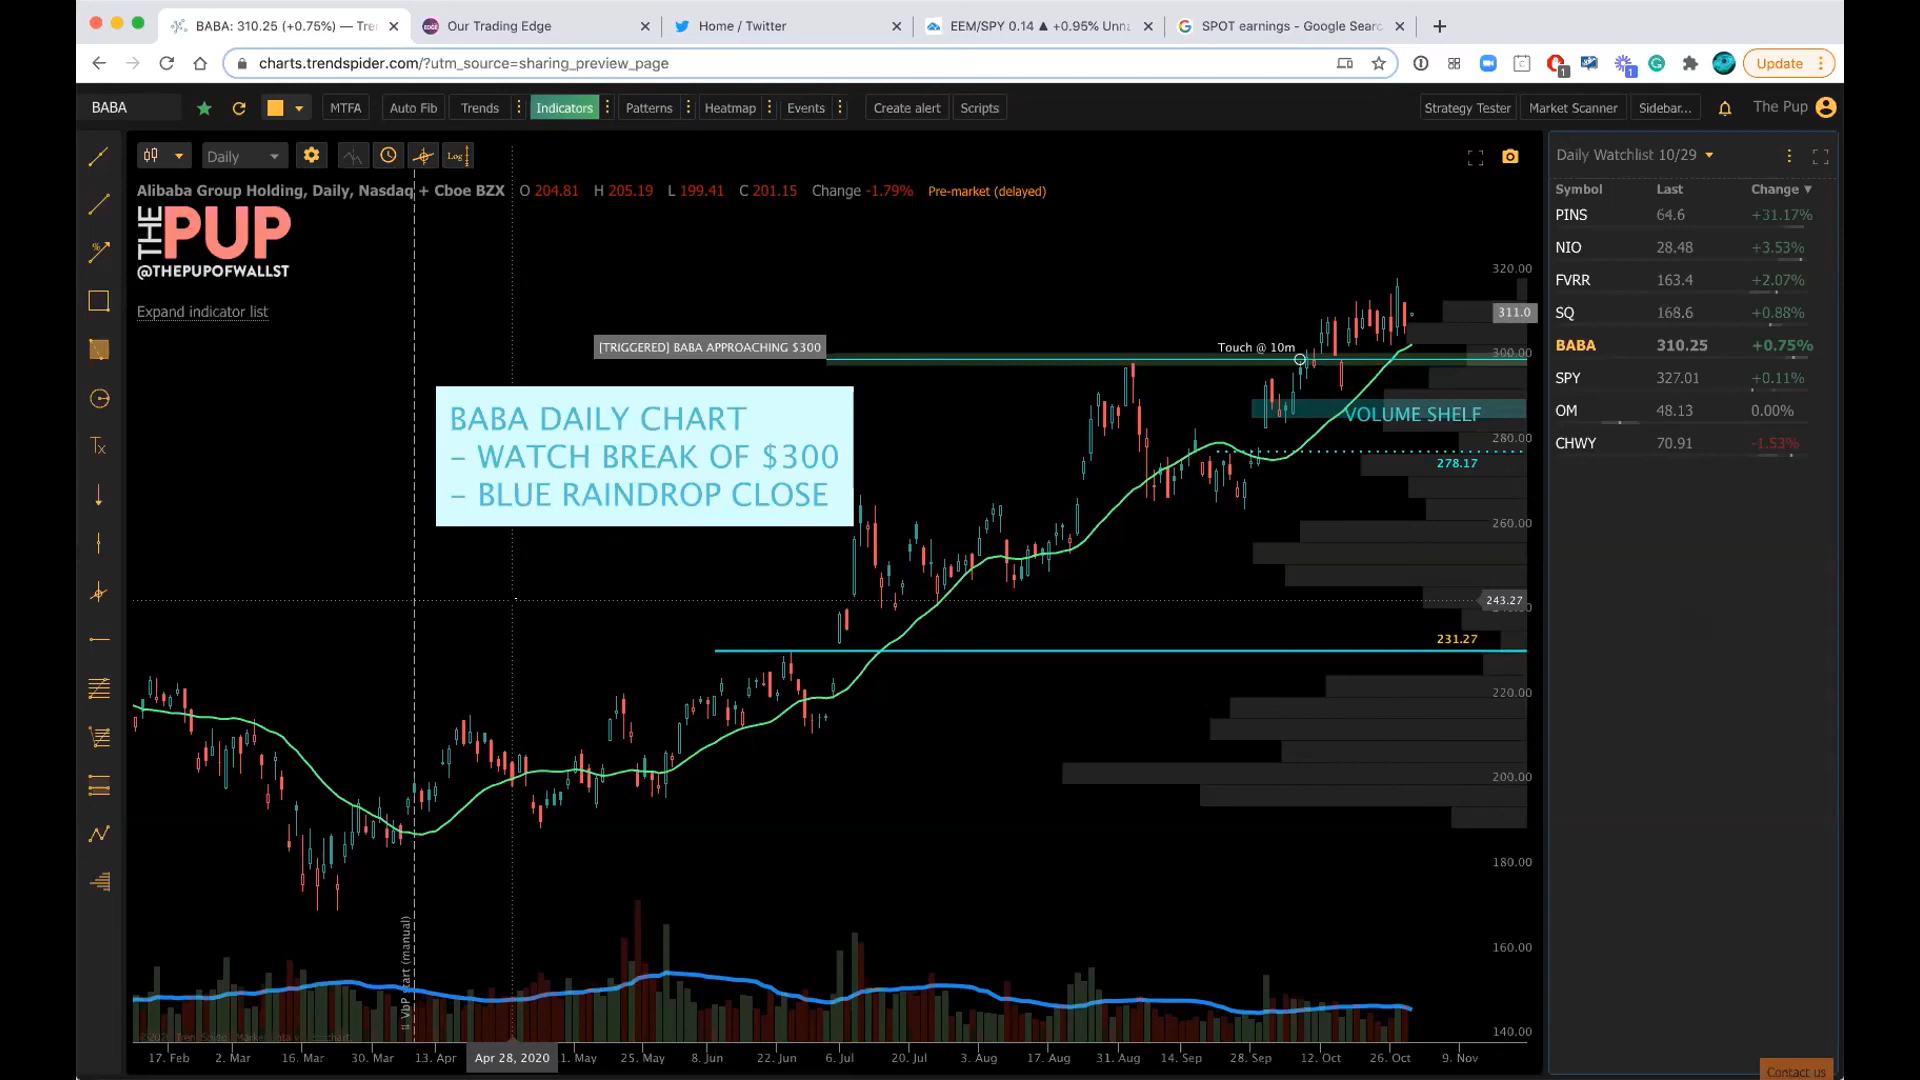 BABA: 310.25 (+0.75%) — Tre
Our Trading Edge
Home / Twitter
EEM/SPY 0.14 ▲ +0.95% Unn
SPOT earnings - Google Searc
charts.trendspider.com/?utm_source=sharing_preview_page
1
1
Update
BABA
MTFA
Auto Fib
Trends
Indicators
Patterns
Heatmap
Events
Create alert
Scripts
Strategy Tester
Market Scanner
Sidebar...
The Pup
Daily
Log
Alibaba Group Holding, Daily, Nasdaq + Cboe BZX O 204.81 H 205.19 L 199.41 C 201.15 Change -1.79% Pre-market (delayed)
THE PUP
@THEPUPOFWALLST
Expand indicator list
[TRIGGERED] BABA APPROACHING $300
Touch @ 10m
BABA DAILY CHART
- WATCH BREAK OF $300
- BLUE RAINDROP CLOSE
VOLUME SHELF
278.17
231.27
320.00
311.0
300.00
280.00
260.00
243.27
220.00
200.00
180.00
160.00
140.00
VbP start (manual)
17. Feb
2. Mar
16. Mar
30. Mar
13. Apr
Apr 28, 2020
1. May
25. May
8. Jun
22. Jun
6. Jul
20. Jul
3. Aug
17. Aug
31. Aug
14. Sep
28. Sep
12. Oct
26. Oct
9. Nov
Daily Watchlist 10/29
Symbol Last Change ▼
PINS 64.6 +31.17%
NIO 28.48 +3.53%
FVRR 163.4 +2.07%
SQ 168.6 +0.88%
BABA 310.25 +0.75%
SPY 327.01 +0.11%
OM 48.13 0.00%
CHWY 70.91 -1.53%
Contact us